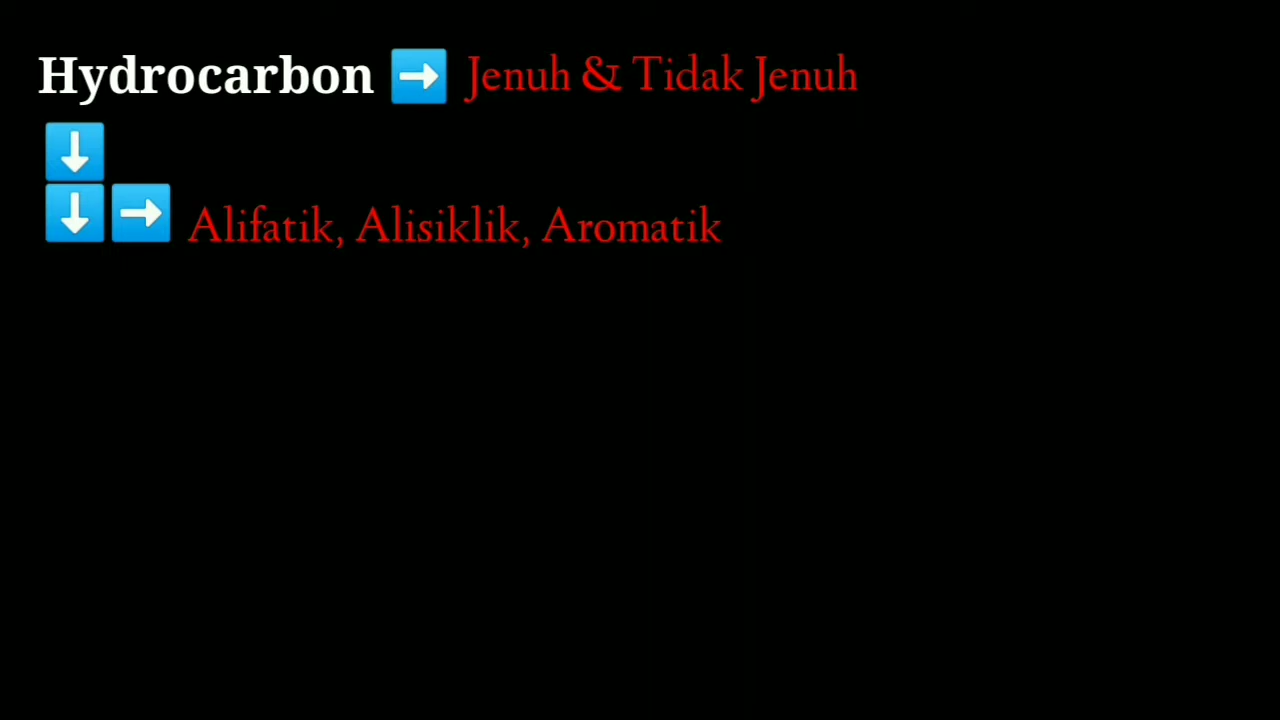 Hydrocarbon ➡️ Jenuh & Tidak Jenuh
⬇️
⬇️➡️ Alifatik, Alisiklik, Aromatik